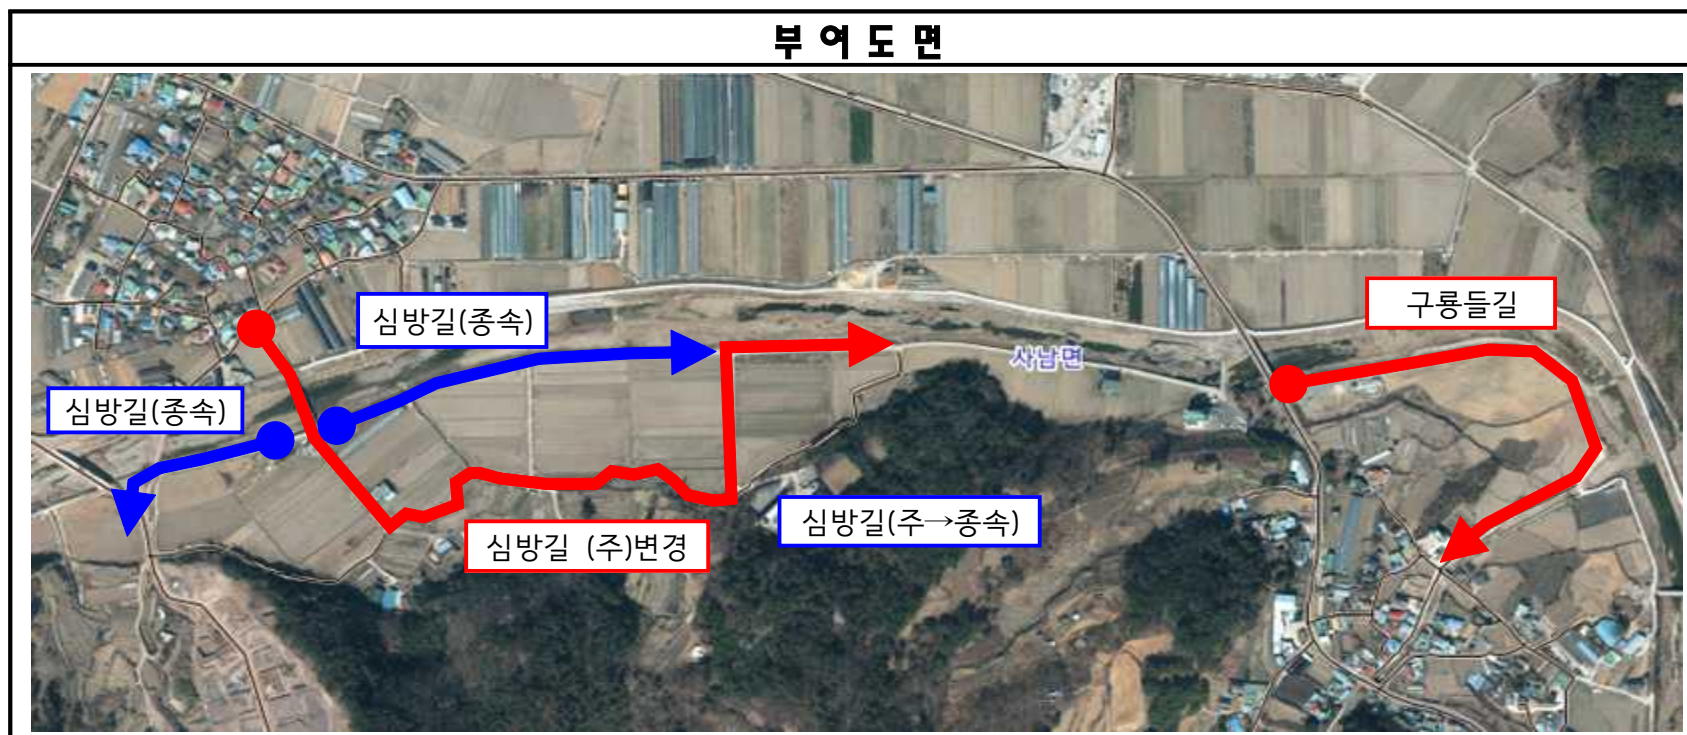 부 여 도 면
구룡들길
심방길(종속)
사남면
심방길(종속)
심방길(주→종속)
심방길 (주)변경